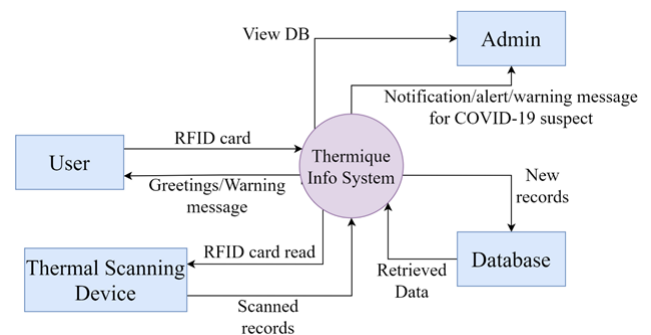 View DB
Admin
Notification/alert/warning message
for COVID-19 suspect
RFID card
User
Thermique
Info System
Greetings/Warning
message
New
records
RFID card read
Thermal Scanning
Device
Retrieved
Data
Database
Scanned
records